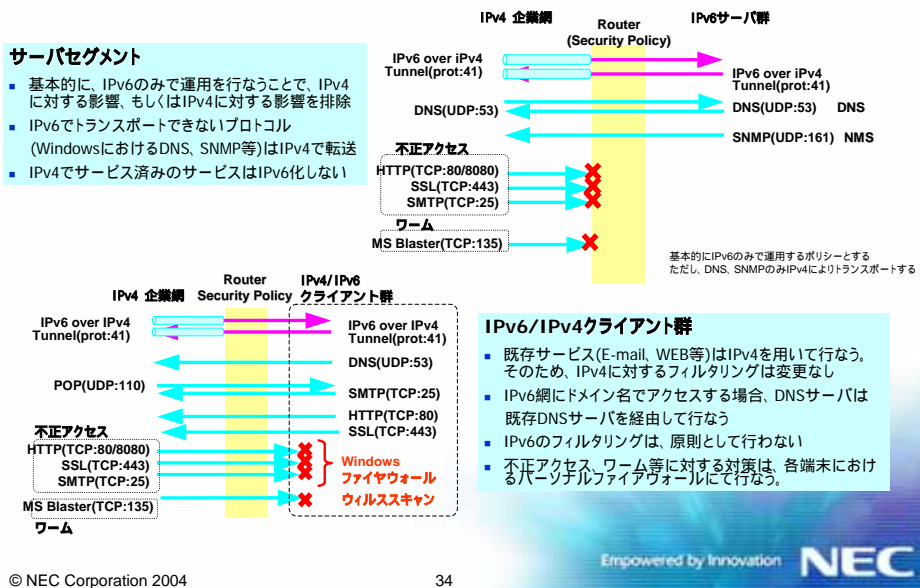 サーバセグメント
基本的に、IPv6のみで運用を行なうことで、IPv4
に対する影響、もしくはIPv4に対する影響を排除
IPv6でトランスポートできないプロトコル
(WindowsにおけるDNS、SNMP等)はIPv4で転送
IPv4でサービス済みのサービスはIPv6化しない
IPv4 企業網
Router
(Security Policy)
IPv6サーバ群
IPv6 over iPv4
Tunnel(prot:41)
IPv6 over iPv4
Tunnel(prot:41)
DNS(UDP:53)
DNS(UDP:53) DNS
SNMP(UDP:161) NMS
不正アクセス
HTTP(TCP:80/8080)
SSL(TCP:443)
SMTP(TCP:25)
ワーム
MS Blaster(TCP:135)
基本的にIPv6のみで運用するポリシーとする
ただし、DNS、SNMPのみIPv4によりトランスポートする
IPv4 企業網
Router
Security Policy
IPv4/IPv6
クライアント群
IPv6 over IPv4
Tunnel(prot:41)
IPv6 over IPv4
Tunnel(prot:41)
DNS(UDP:53)
POP(UDP:110)
SMTP(TCP:25)
HTTP(TCP:80)
SSL(TCP:443)
不正アクセス
HTTP(TCP:80/8080)
SSL(TCP:443)
SMTP(TCP:25)
Windows
ファイヤウォール
MS Blaster(TCP:135)
ウィルススキャン
ワーム
IPv6/IPv4クライアント群
既存サービス(E-mail、WEB等)はIPv4を用いて行なう。
そのため、IPv4に対するフィルタリングは変更なし
IPv6網にドメイン名でアクセスする場合、DNSサーバは
既存DNSサーバを経由して行なう
IPv6のフィルタリングは、原則として行わない
不正アクセス、ワーム等に対する対策は、各端末におけ
るパーソナルファイアウォールにて行なう。
© NEC Corporation 2004
34
Empowered by Innovation
NEC